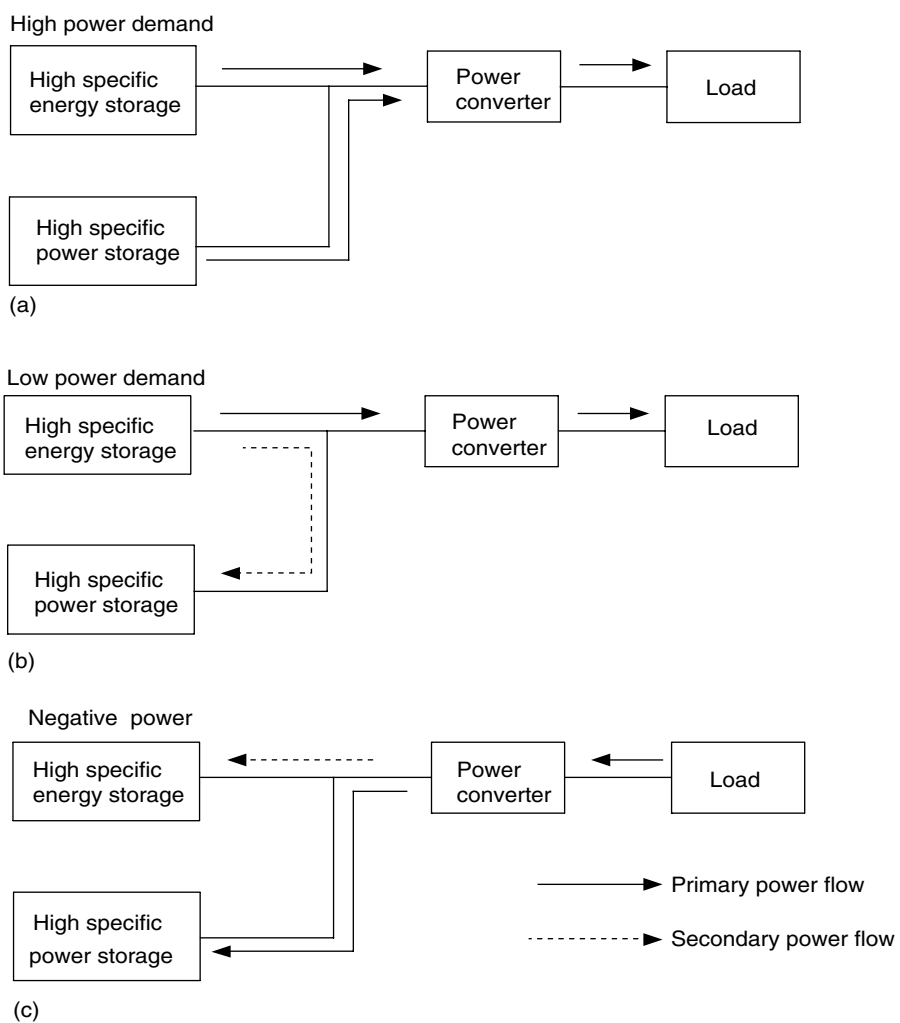 High power demand
High specific
energy storage
Power
converter
Load
High specific
power storage
(a)
Low power demand
High specific
energy storage
Power
converter
Load
High specific
power storage
(b)
Negative power
High specific
energy storage
Power
converter
Load
High specific
power storage
Primary power flow
Secondary power flow
(c)